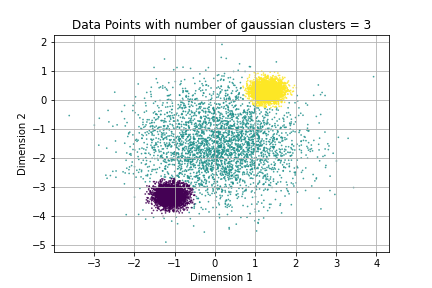 Data Points with number of gaussian clusters = 3
2
1
0
−1
−2
−3
−4
−5
Dimension 2
−3 −2 −1 0 1 2 3 4
Dimension 1